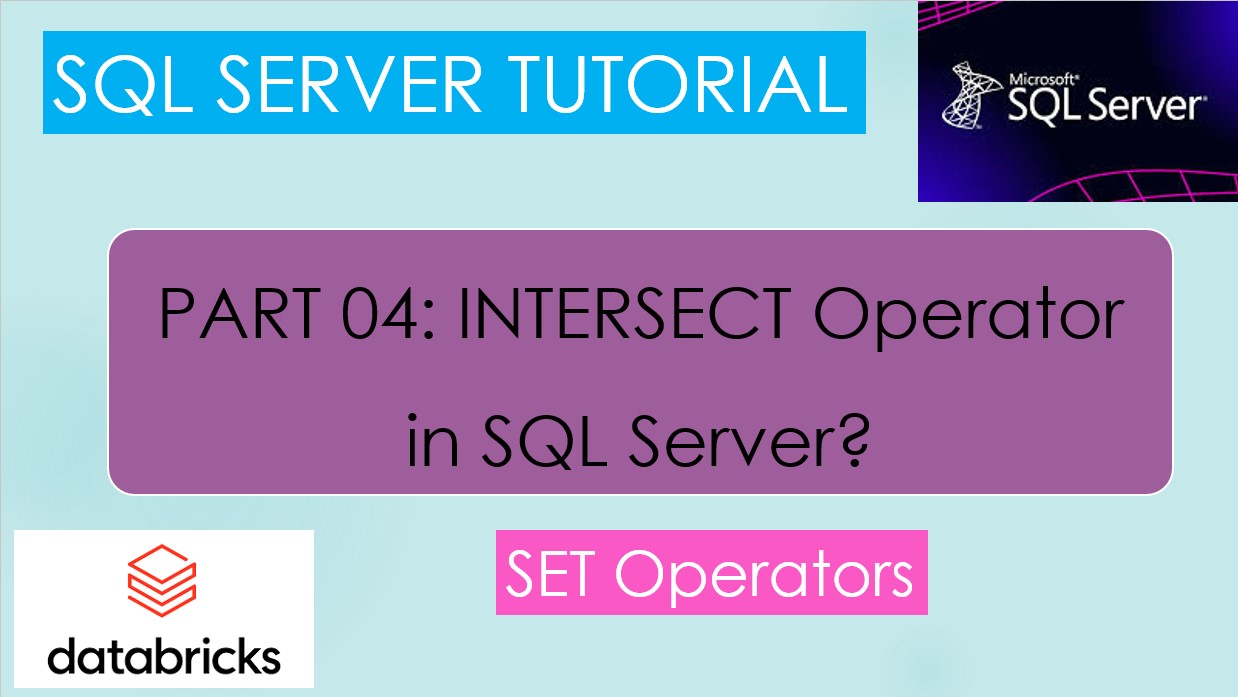 SQL SERVER TUTORIAL
Microsoft®
SQL Server®
PART 04: INTERSECT Operator
in SQL Server?
SET Operators
databricks